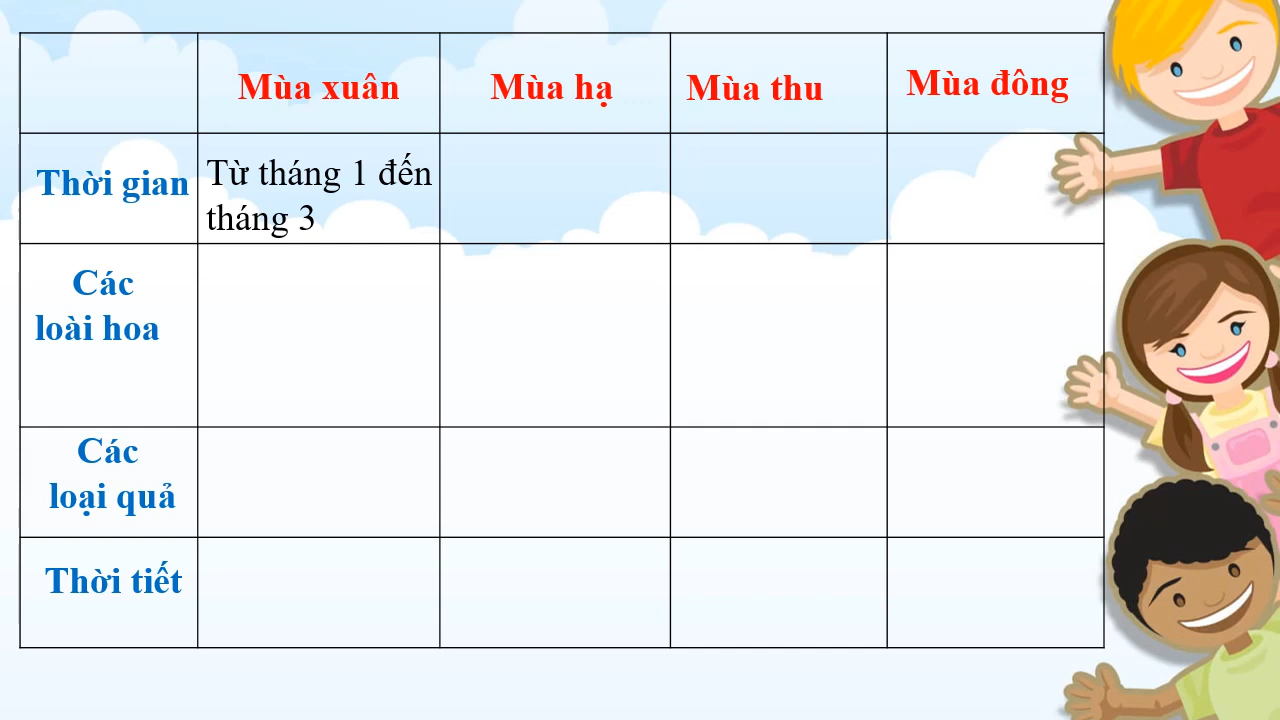 Mùa xuân Mùa hạ Mùa thu Mùa đông
Thời gian Từ tháng 1 đến
tháng 3
Các
loài hoa
Các
loại quả
Thời tiết